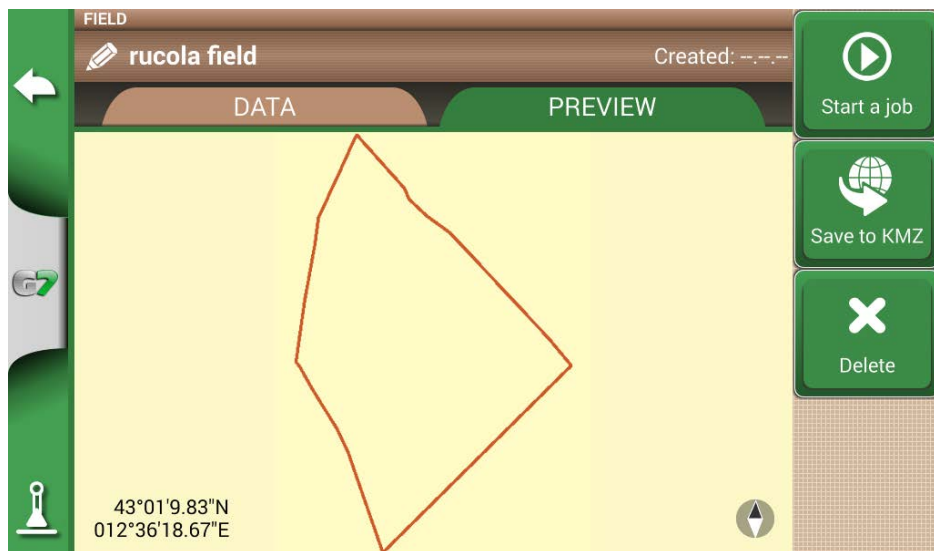 FIELD
rucola field
Created: --.--.--
DATA
PREVIEW
Start a job
Save to KMZ
G7
Delete
43°01'9.83"N
012°36'18.67"E